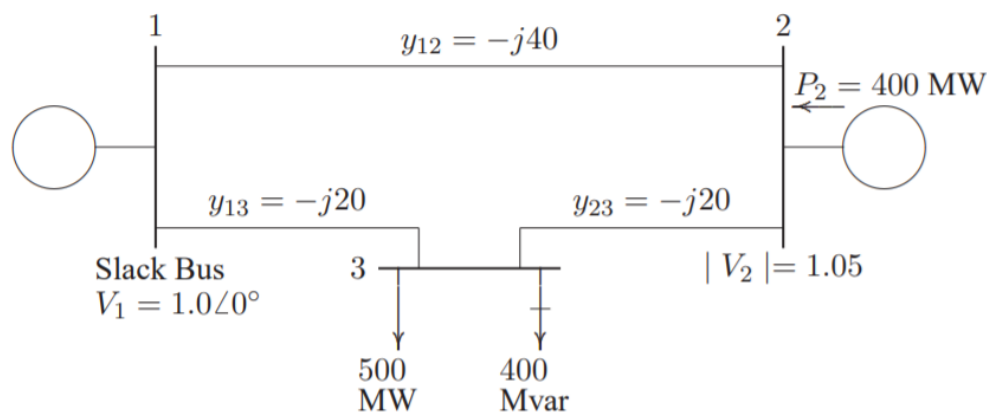 1
2
y₁₂ = −j40
P₂ = 400 MW
y₁₃ = −j20
y₂₃ = −j20
Slack Bus
V₁ = 1.0∠0°
3
| V₂ |= 1.05
500
MW
400
Mvar